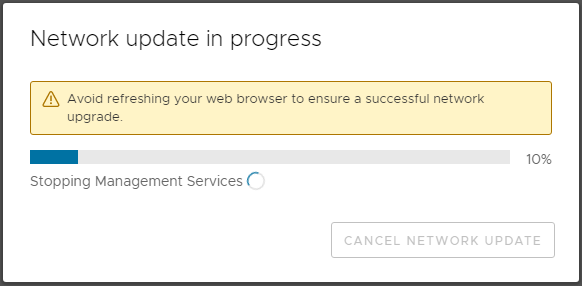 Network update in progress
Avoid refreshing your web browser to ensure a successful network
upgrade.
10%
Stopping Management Services
CANCEL NETWORK UPDATE